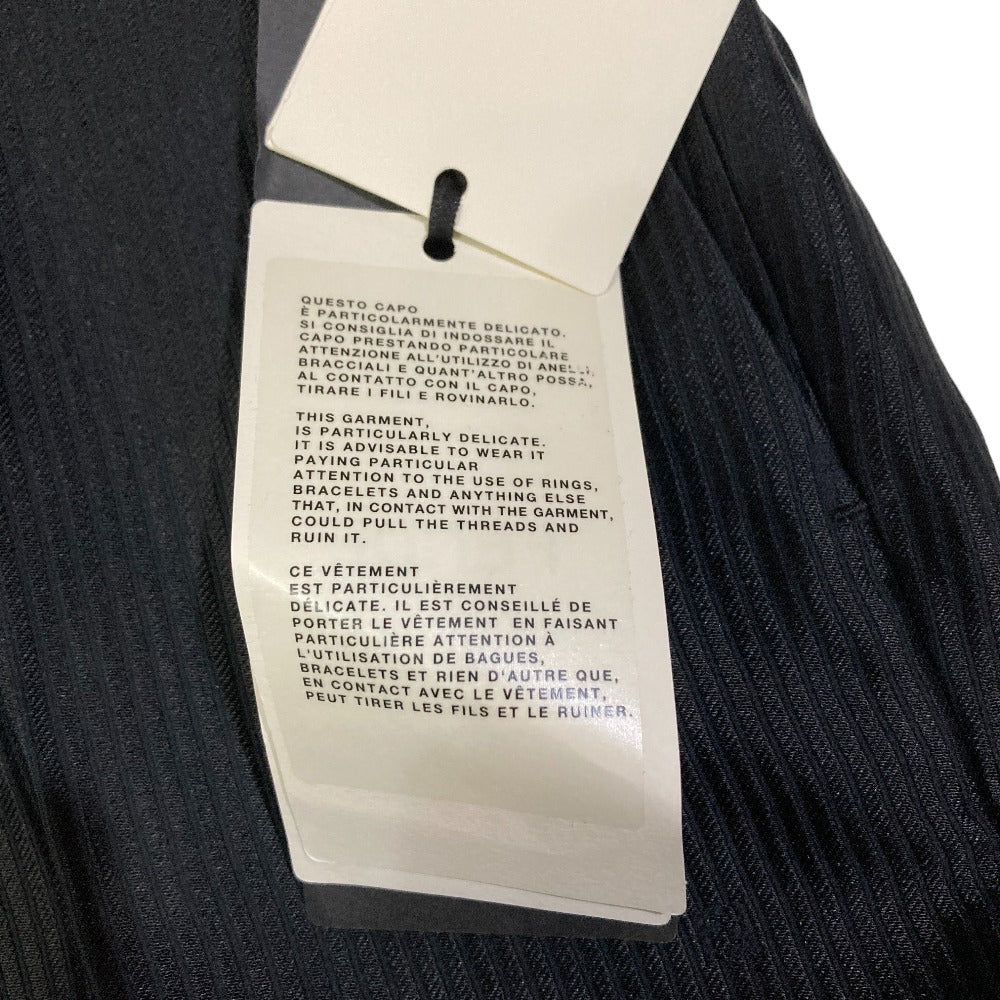 QUESTO CAPO
È PARTICOLARMENTE DELICATO.
SI CONSIGLIA DI INDOSSARE IL
CAPO PRESTANDO PARTICOLARE
ATTENZIONE ALL'UTILIZZO DI ANELLI,
BRACCIALI E QUANT'ALTRO POSSA,
AL CONTATTO CON IL CAPO,
TIRARE I FILI E ROVINARLO.
THIS GARMENT,
IS PARTICULARLY DELICATE.
IT IS ADVISABLE TO WEAR IT
PAYING PARTICULAR
ATTENTION TO THE USE OF RINGS,
BRACELETS AND ANYTHING ELSE
THAT, IN CONTACT WITH THE GARMENT,
COULD PULL THE THREADS AND
RUIN IT.
CE VÊTEMENT
EST PARTICULIÈREMENT
DÉLICATE. IL EST CONSEILLÉ DE
PORTER LE VÊTEMENT EN FAISANT
PARTICULIÈRE ATTENTION À
L'UTILISATION DE BAGUES,
BRACELETS ET RIEN D'AUTRE QUE,
EN CONTACT AVEC LE VÊTEMENT,
PEUT TIRER LES FILS ET LE RUINER.